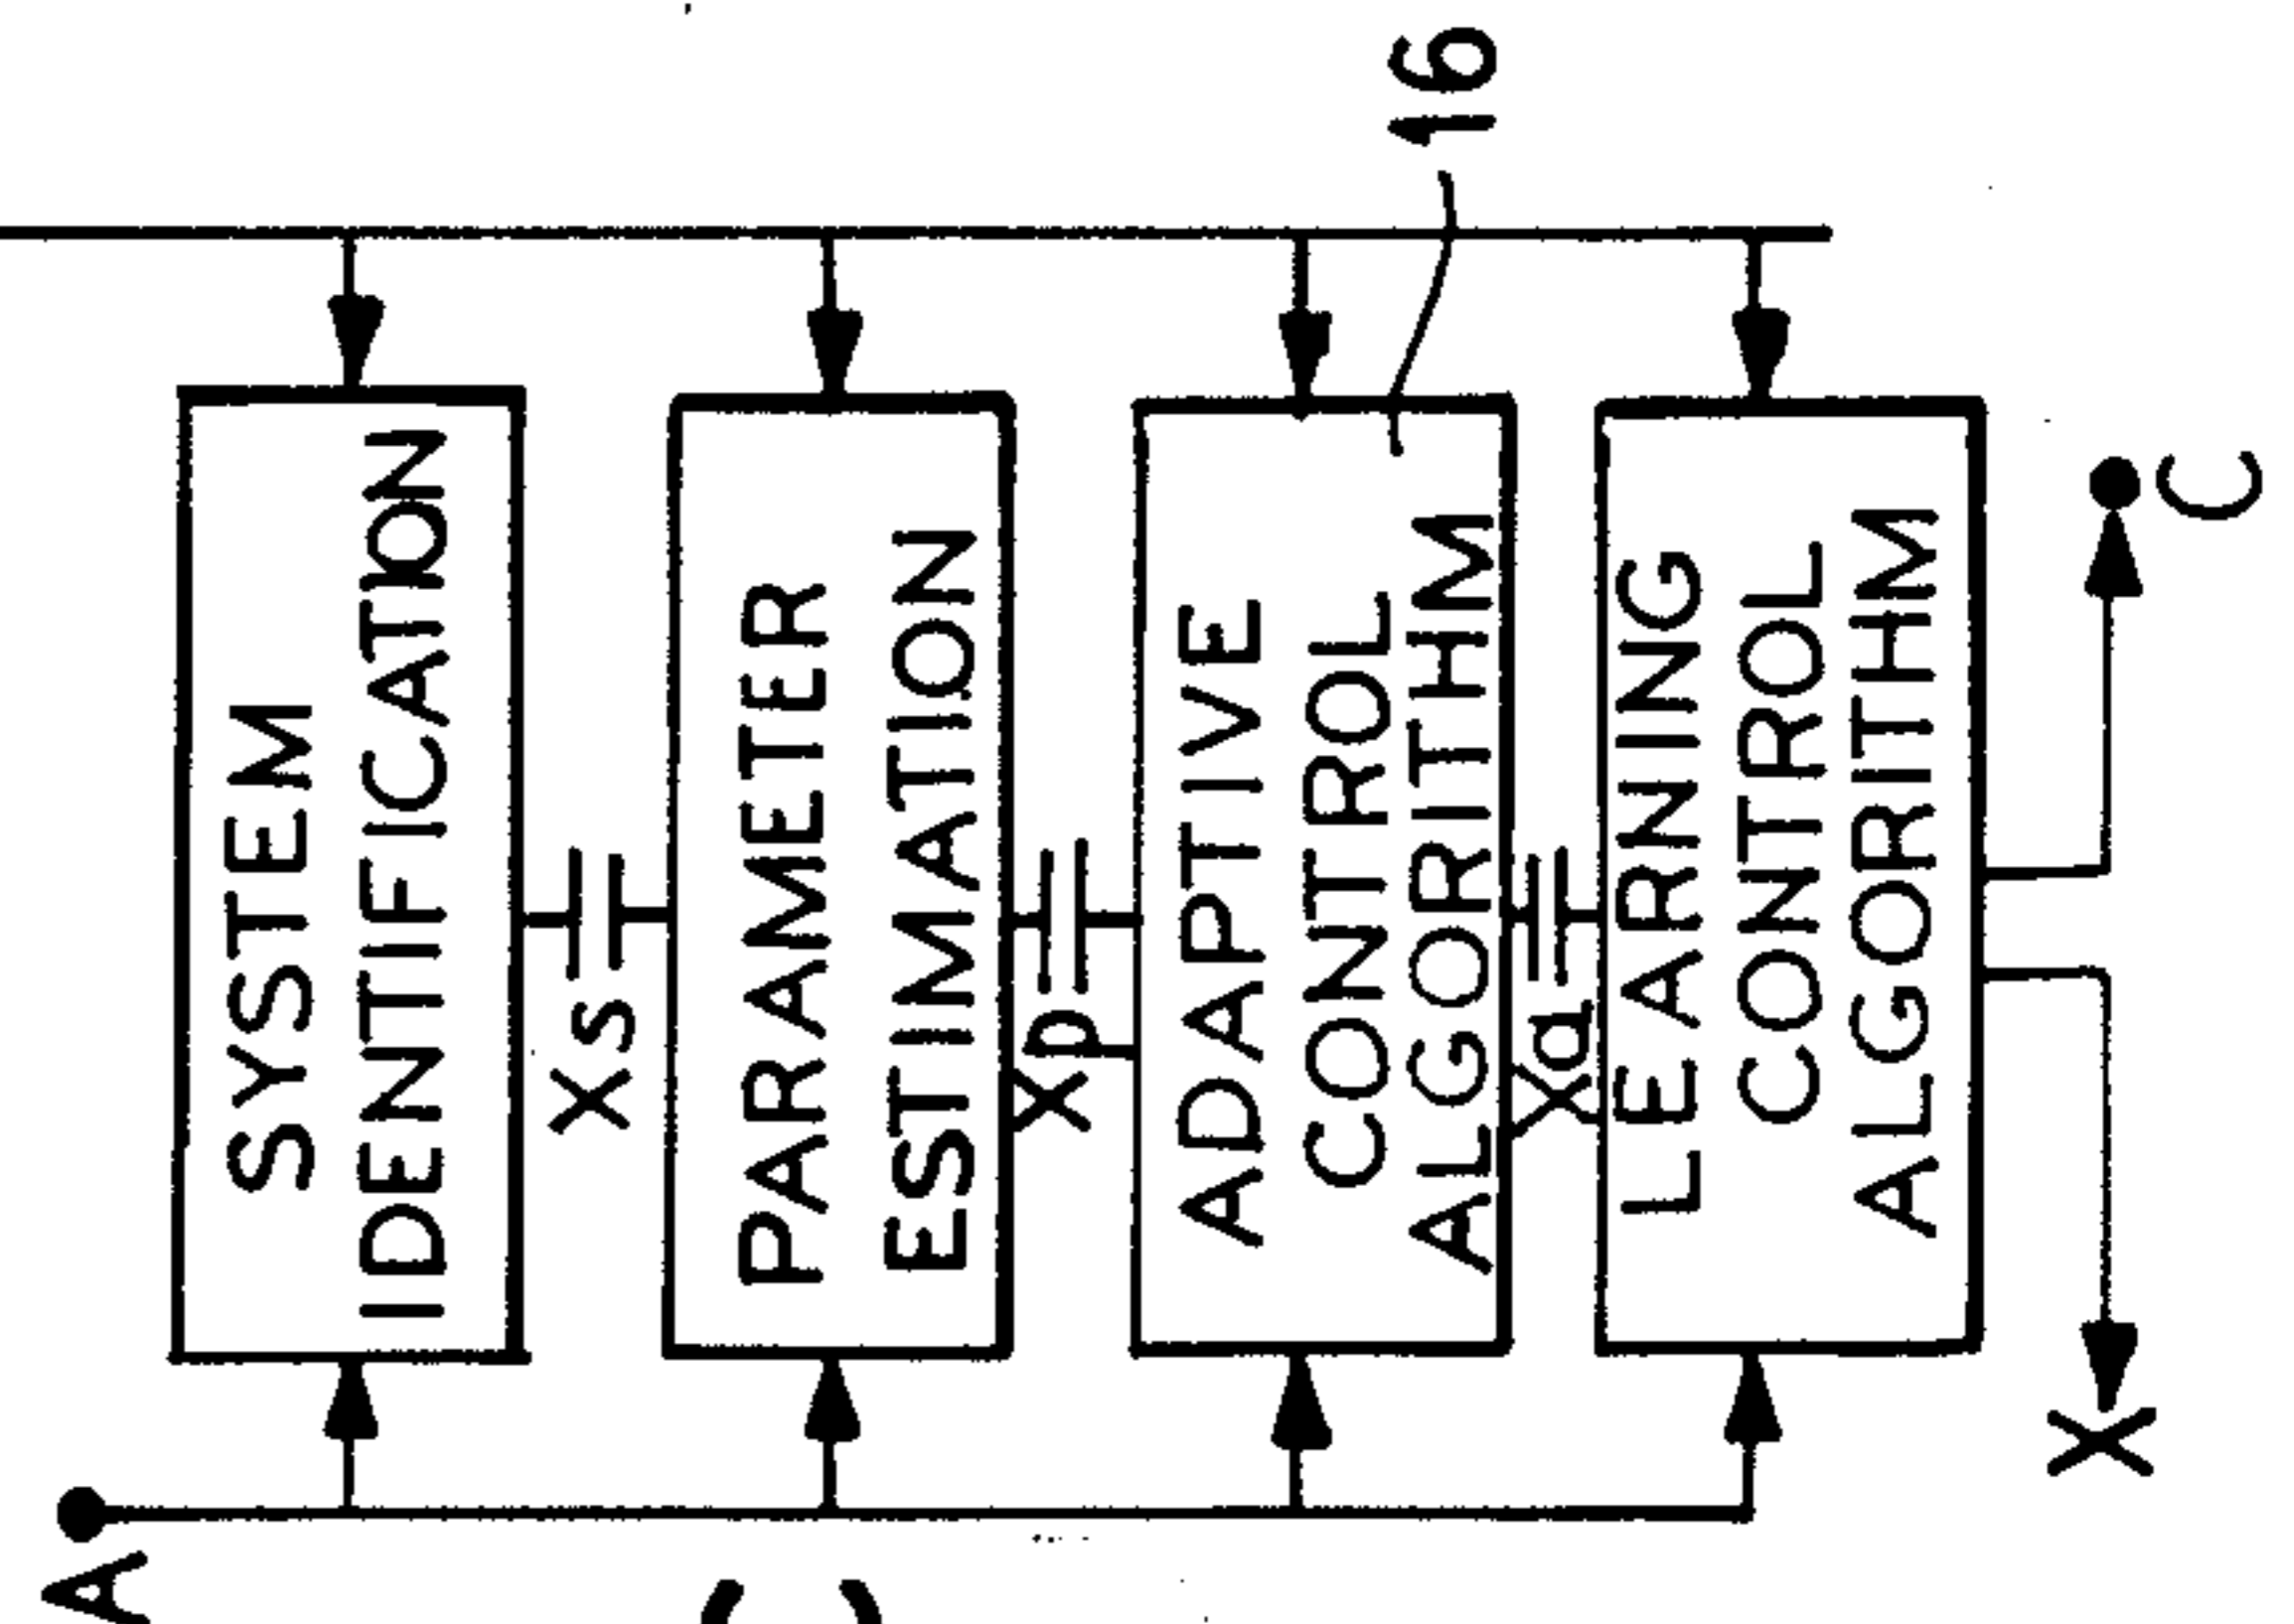 A
SYSTEM
IDENTIFICATION
Xs
PARAMETER
ESTIMATION
Xp
ADAPTIVE
CONTROL
ALGORITHM
16
Xa
LEARNING
CONTROL
ALGORITHM
X
C